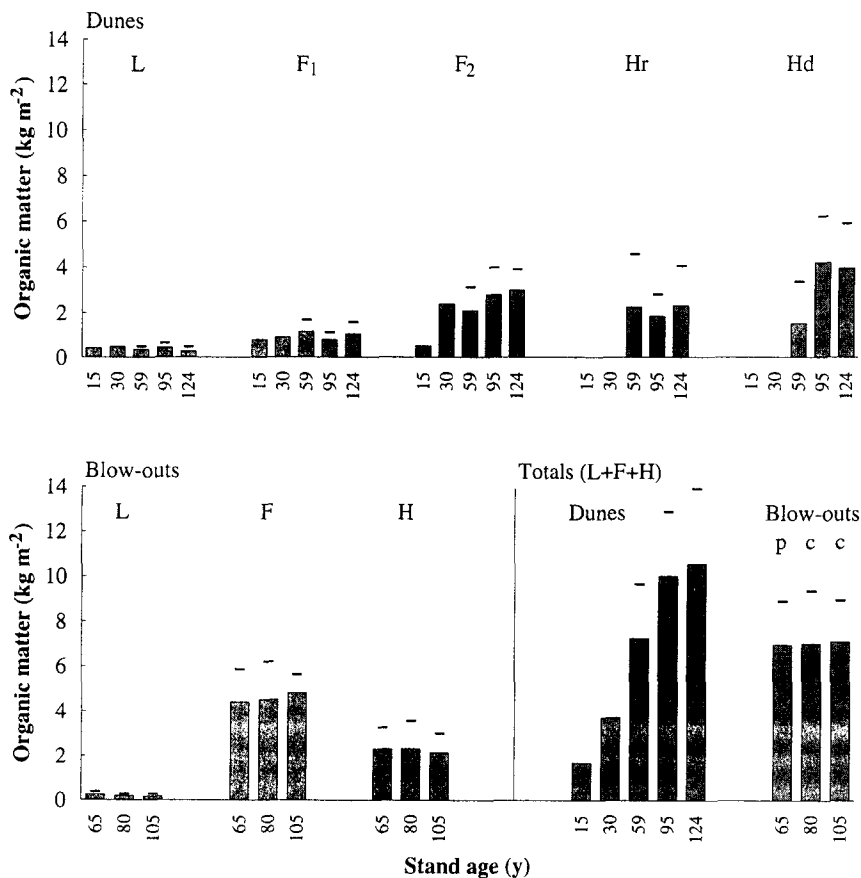 Dunes
L F₁ F₂ Hr Hd
14
12
10
8
6
4
2
0
Organic matter (kg m⁻²)
15 30 59 95 124 15 30 59 95 124 15 30 59 95 124 15 30 59 95 124 15 30 59 95 124
Blow-outs Totals (L+F+H)
L F H Dunes Blow-outs
p c c
14
12
10
8
6
4
2
0
Organic matter (kg m⁻²)
65 80 105 65 80 105 65 80 105 15 30 59 95 124 65 80 105
Stand age (y)